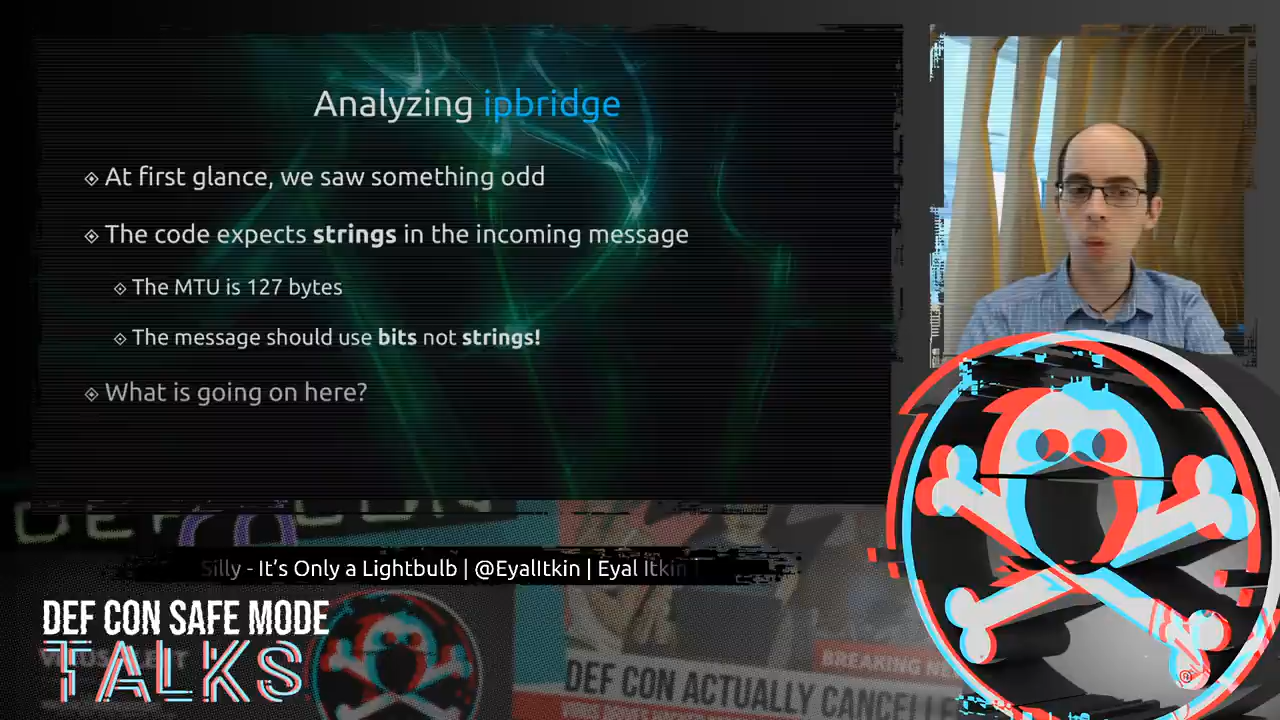 Analyzing ipbridge
At first glance, we saw something odd
The code expects strings in the incoming message
The MTU is 127 bytes
The message should use bits not strings!
What is going on here?
DEF CON
Silly - It's Only a Lightbulb | @EyalItkin | Eyal Itkin |
DEF CON SAFE MODE
TALKS
BREAKING NE
DEF CON ACTUALLY CANCELLE